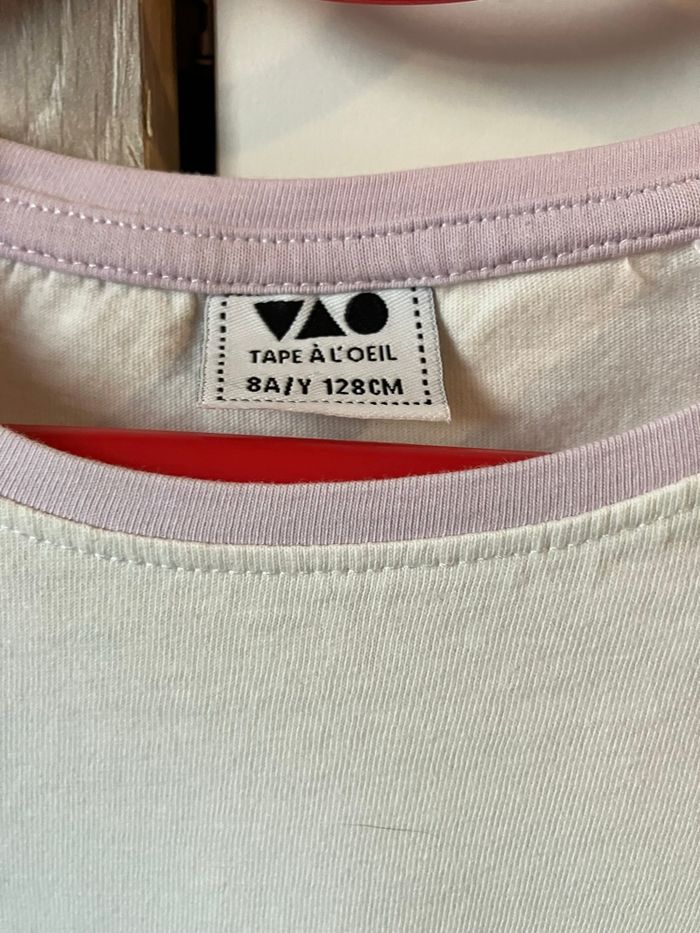 TAPE À L'OEIL
8A/Y 128CM